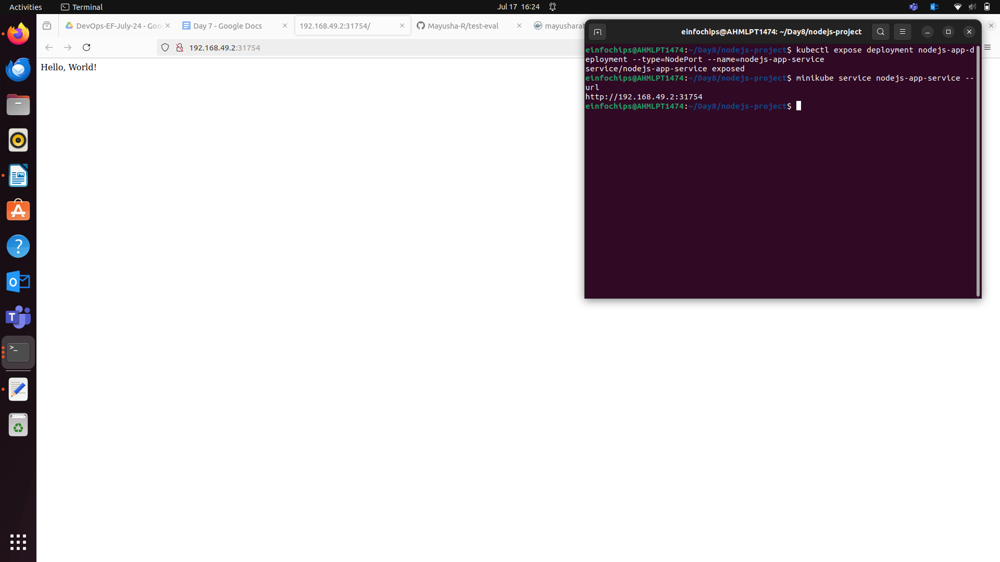 Activities
Terminal
Jul 17 16:24
DevOps-EF-July-24 - Goo
Day 7 - Google Docs
192.168.49.2:31754/
Mayusha-R/test-eval
mayusharat
192.168.49.2:31754
Hello, World!
einfochips@AHMLPT1474: ~/Day8/nodejs-project
einfochips@AHMLPT1474:~/Day8/nodejs-project$ kubectl expose deployment nodejs-app-d
eployment --type=NodePort --name=nodejs-app-service
service/nodejs-app-service exposed
einfochips@AHMLPT1474:~/Day8/nodejs-project$ minikube service nodejs-app-service --
url
http://192.168.49.2:31754
einfochips@AHMLPT1474:~/Day8/nodejs-project$